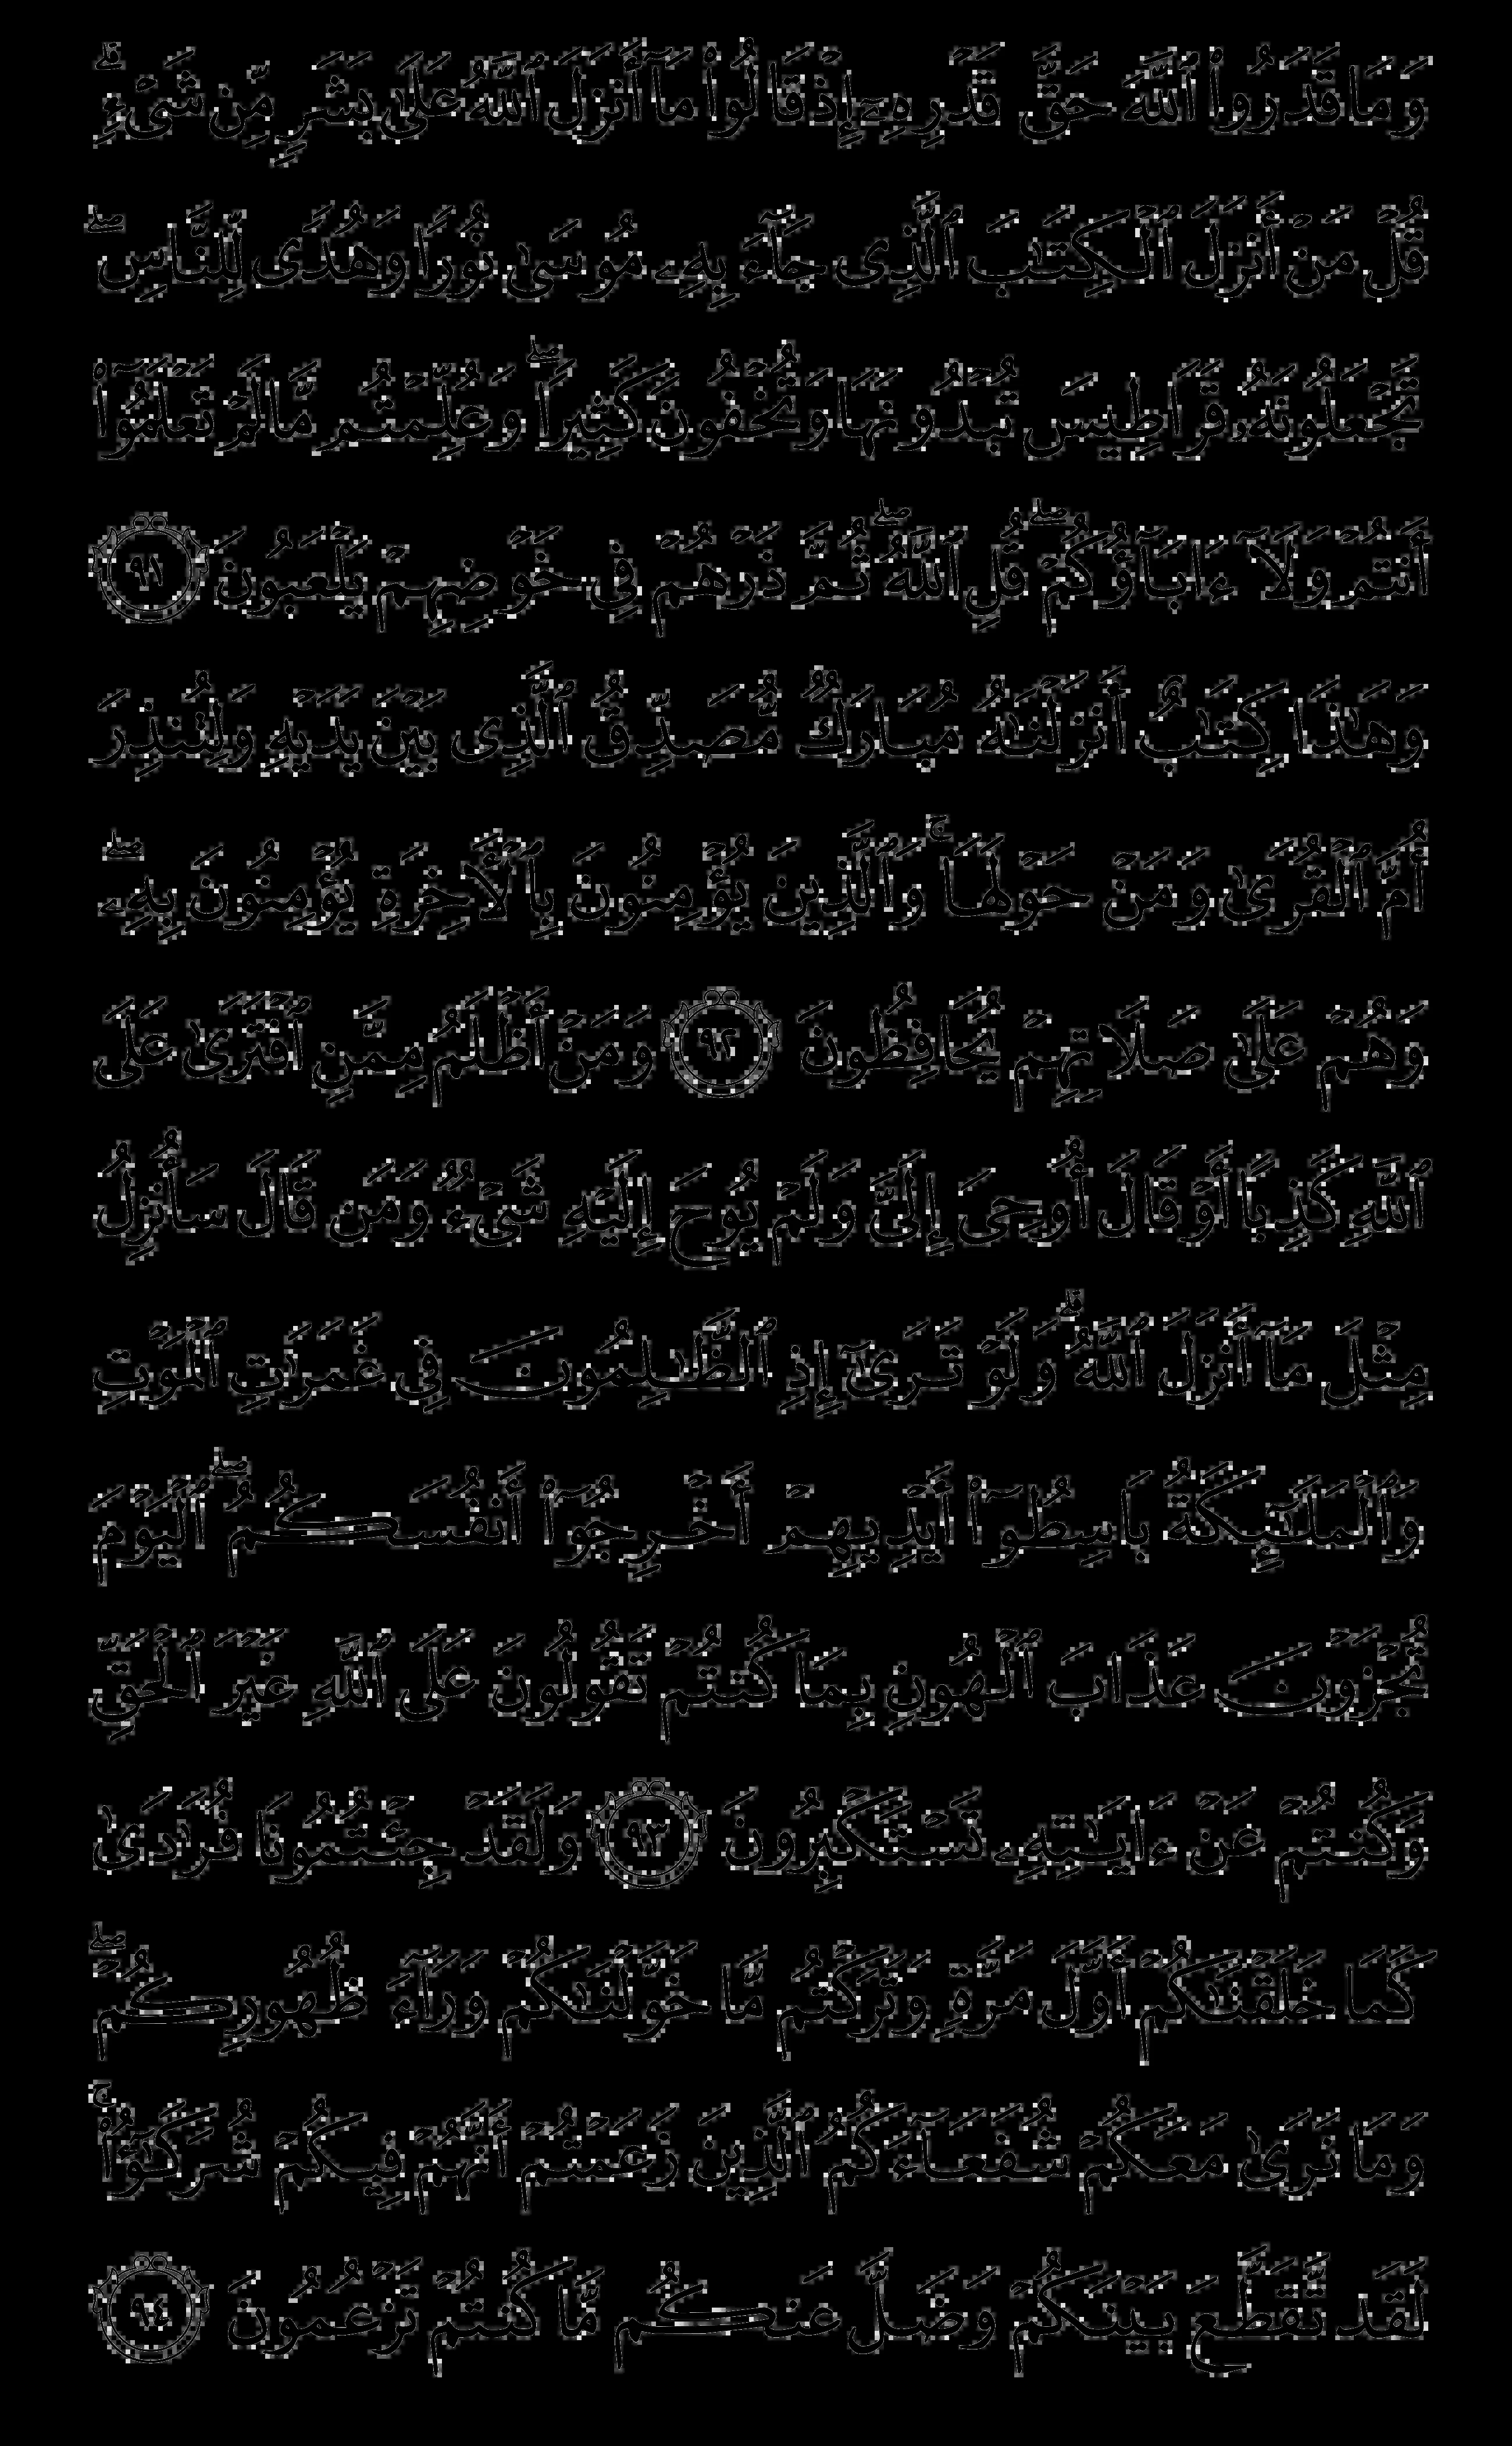 وَمَا قَدَرُوا۟ ٱللَّهَ حَقَّ قَدْرِهِۦٓ إِذْ قَالُوا۟ مَآ أَنزَلَ ٱللَّهُ عَلَىٰ بَشَرٍ مِّن شَىْءٍ ۗ
قُلْ مَنْ أَنزَلَ ٱلْكِتَـٰبَ ٱلَّذِى جَآءَ بِهِۦ مُوسَىٰ نُورًا وَهُدًى لِّلنَّاسِ ۖ
تَجْعَلُونَهُۥ قَرَاطِيسَ تُبْدُونَهَا وَتُخْفُونَ كَثِيرًا ۖ وَعُلِّمْتُم مَّا لَمْ تَعْلَمُوٓا۟
أَنتُمْ وَلَآ ءَابَآؤُكُمْ ۖ قُلِ ٱللَّهُ ۖ ثُمَّ ذَرْهُمْ فِى خَوْضِهِمْ يَلْعَبُونَ ٩١
وَهَـٰذَا كِتَـٰبٌ أَنزَلْنَـٰهُ مُبَارَكٌ مُّصَدِّقُ ٱلَّذِى بَيْنَ يَدَيْهِ وَلِتُنذِرَ
أُمَّ ٱلْقُرَىٰ وَمَنْ حَوْلَهَا ۚ وَٱلَّذِينَ يُؤْمِنُونَ بِٱلْـَٔاخِرَةِ يُؤْمِنُونَ بِهِۦ ۖ
وَهُمْ عَلَىٰ صَلَاتِهِمْ يُحَافِظُونَ ٩٢ وَمَنْ أَظْلَمُ مِمَّنِ ٱفْتَرَىٰ عَلَى
ٱللَّهِ كَذِبًا أَوْ قَالَ أُوحِىَ إِلَىَّ وَلَمْ يُوحَ إِلَيْهِ شَىْءٌ وَمَن قَالَ سَأُنزِلُ
مِثْلَ مَآ أَنزَلَ ٱللَّهُ ۗ وَلَوْ تَرَىٰٓ إِذِ ٱلظَّـٰلِمُونَ فِى غَمَرَٰتِ ٱلْمَوْتِ
وَٱلْمَلَـٰٓئِكَةُ بَاسِطُوٓا۟ أَيْدِيهِمْ أَخْرِجُوٓا۟ أَنفُسَكُمُ ۖ ٱلْيَوْمَ
تُجْزَوْنَ عَذَابَ ٱلْهُونِ بِمَا كُنتُمْ تَقُولُونَ عَلَى ٱللَّهِ غَيْرَ ٱلْحَقِّ
وَكُنتُمْ عَنْ ءَايَـٰتِهِۦ تَسْتَكْبِرُونَ ٩٣ وَلَقَدْ جِئْتُمُونَا فُرَٰدَىٰ
كَمَا خَلَقْنَـٰكُمْ أَوَّلَ مَرَّةٍ وَتَرَكْتُم مَّا خَوَّلْنَـٰكُمْ وَرَآءَ ظُهُورِكُمْ ۖ
وَمَا نَرَىٰ مَعَكُمْ شُفَعَآءَكُمُ ٱلَّذِينَ زَعَمْتُمْ أَنَّهُمْ فِيكُمْ شُرَكَـٰٓؤُا۟ ۚ
لَقَد تَّقَطَّعَ بَيْنَكُمْ وَضَلَّ عَنكُم مَّا كُنتُمْ تَزْعُمُونَ ٩٤